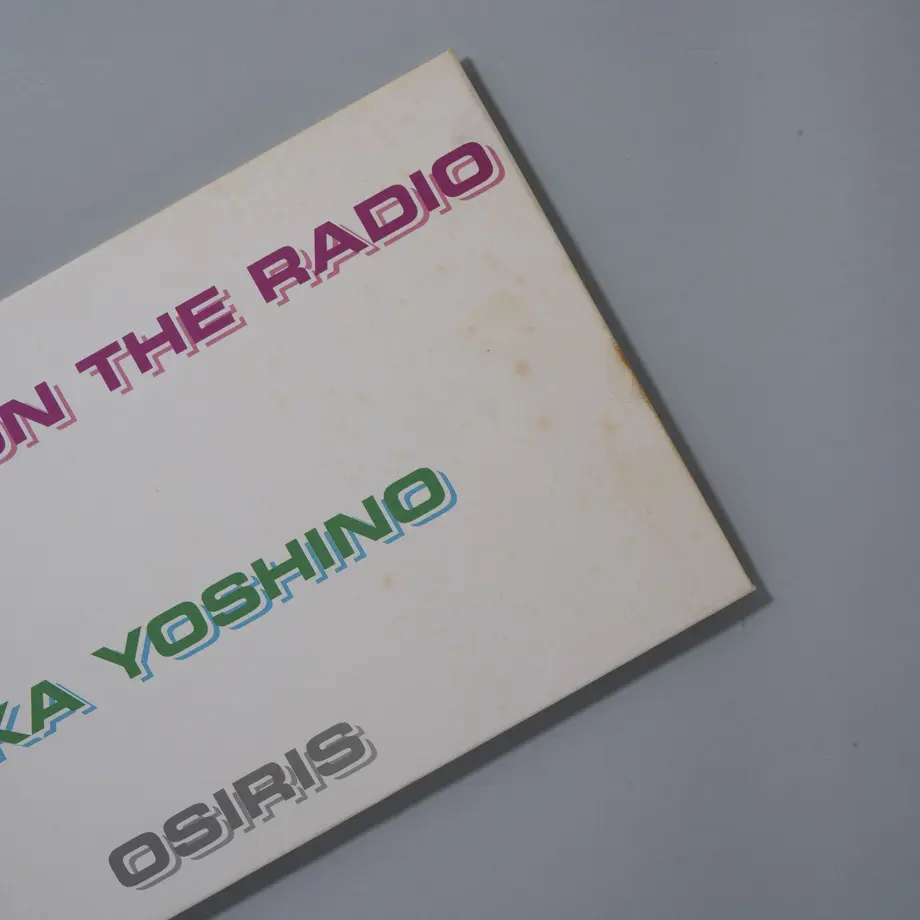 ON THE RADIO
KA YOSHINO
OSIRIS